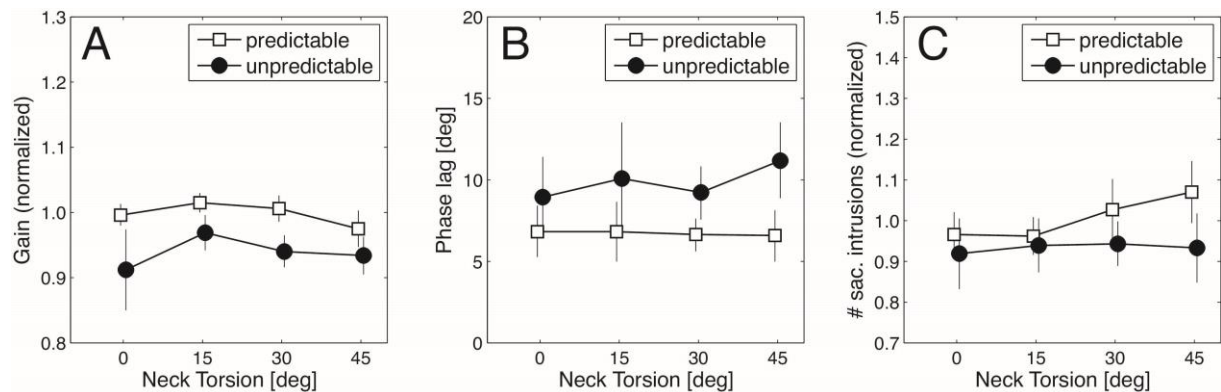 A
predictable
unpredictable
Gain (normalized)
1.3
1.2
1.1
1.0
0.9
0.8
0
15
30
45
Neck Torsion [deg]
B
predictable
unpredictable
Phase lag [deg]
20
15
10
5
0
0
15
30
45
Neck Torsion [deg]
C
predictable
unpredictable
# sac. intrusions (normalized)
1.5
1.4
1.3
1.2
1.1
1.0
0.9
0.8
0.7
0
15
30
45
Neck Torsion [deg]